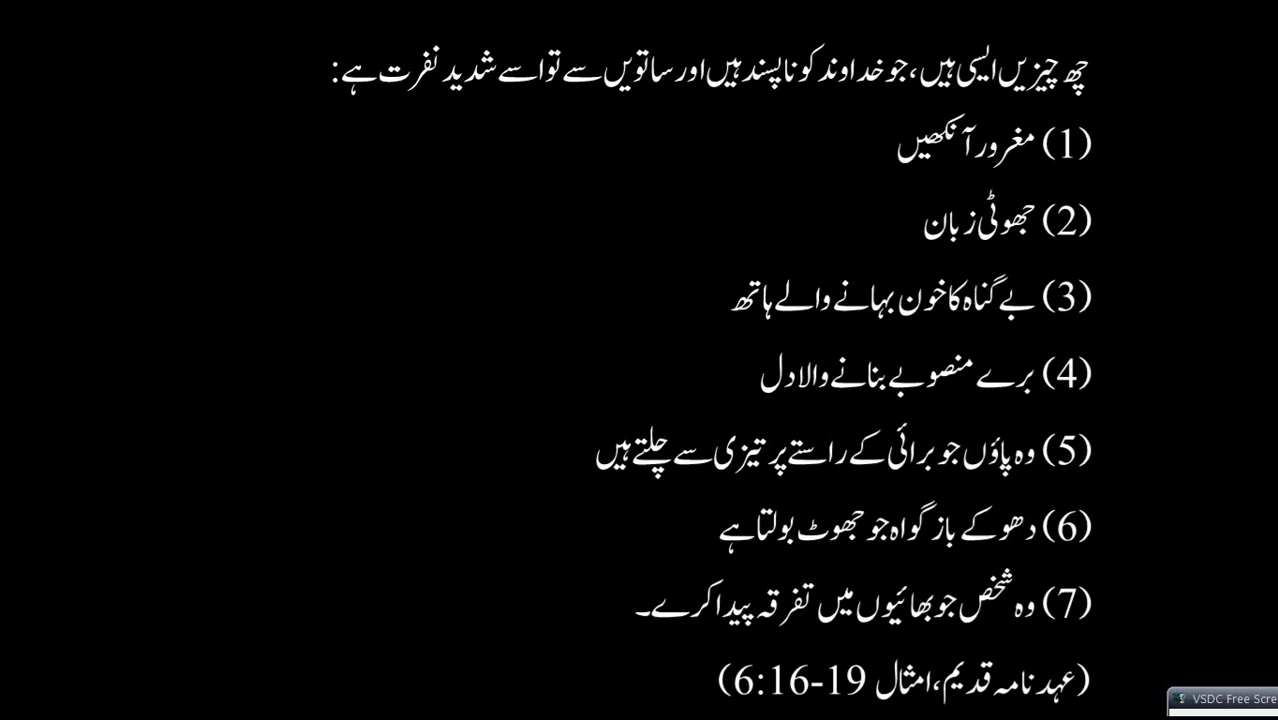 چھ چیزیں ایسی ہیں، جو خداوند کو ناپسند ہیں اور ساتویں سے تو اسے شدید نفرت ہے:
(1) مغرور آنکھیں
(2) جھوٹی زبان
(3) بے گناہ کا خون بہانے والے ہاتھ
(4) برے منصوبے بنانے والا دل
(5) وہ پاؤں جو برائی کے راستے پر تیزی سے چلتے ہیں
(6) دھوکے باز گواہ جو جھوٹ بولتا ہے
(7) وہ شخص جو بھائیوں میں تفرقہ پیدا کرے۔
(عہد نامہ قدیم، امثال 19-6:16)
VSDC Free Scre